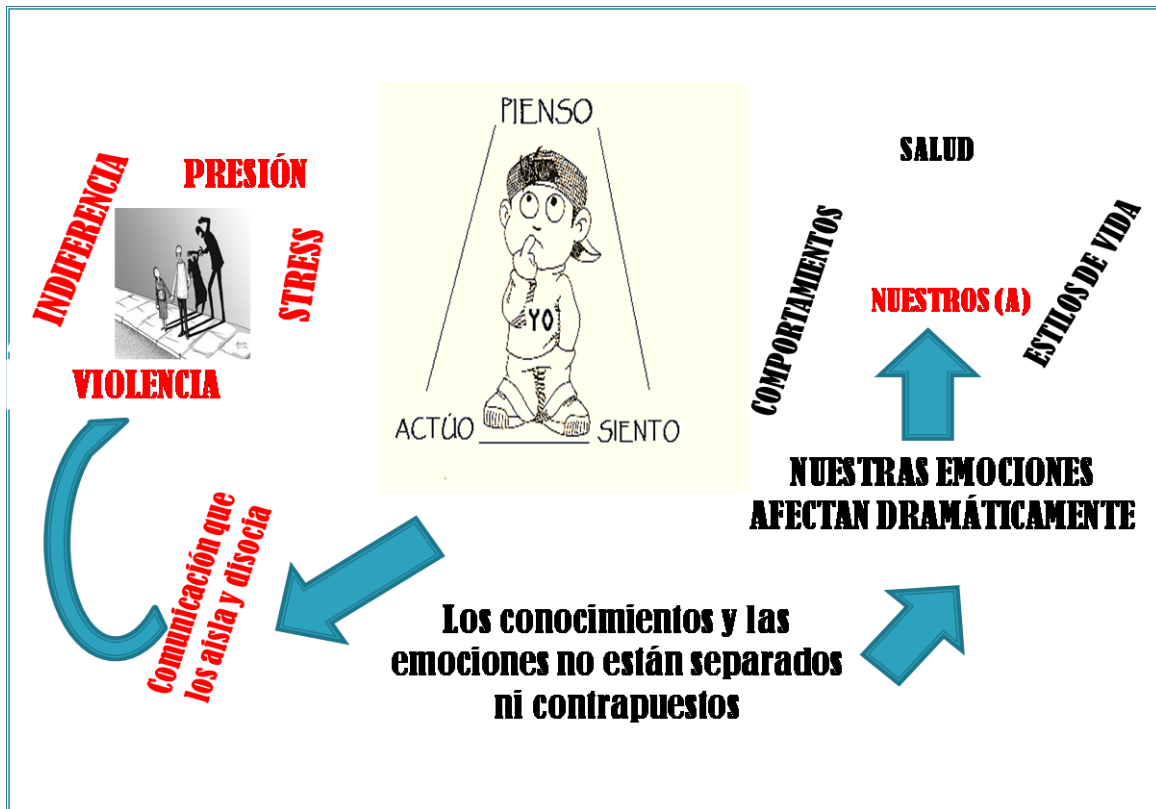 PIENSO
YO
ACTÚO
SIENTO
INDIFERENCIA
PRESIÓN
STRESS
VIOLENCIA
Comunicación que
los aisla y disocia
Los conocimientos y las
emociones no están separados
ni contrapuestos
SALUD
COMPORTAMIENTOS
NUESTROS (A)
ESTILOS DE VIDA
NUESTRAS EMOCIONES
AFECTAN DRAMÁTICAMENTE